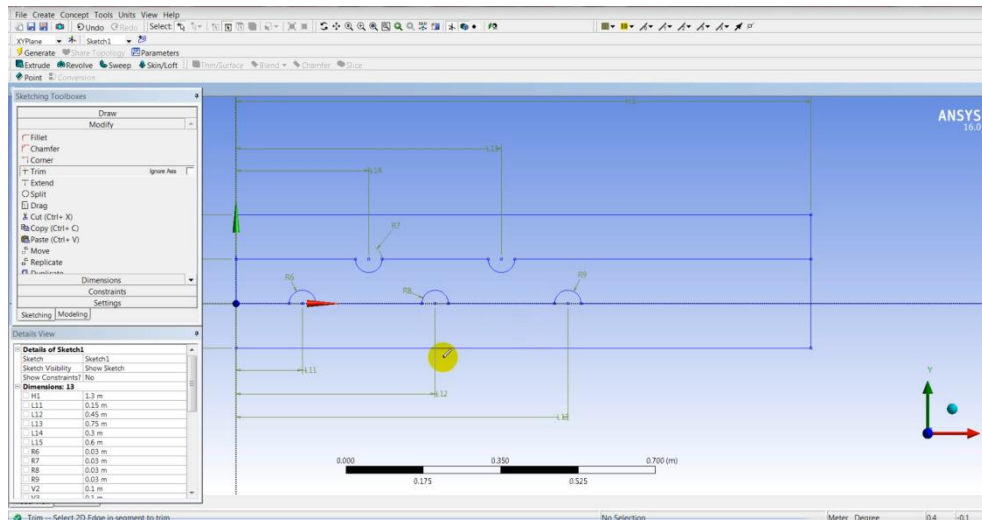 File Create Concept Tools Units View Help
Undo Redo Select:
XYPlane Sketch1
Generate Share Topology Parameters
Extrude Revolve Sweep Skin/Loft Thin/Surface Blend Chamfer Slice
Point Conversion
Sketching Toolboxes
Draw
Modify
Fillet
Chamfer
Corner
Trim Ignore Axis
Extend
Split
Drag
Cut (Ctrl+ X)
Copy (Ctrl+ C)
Paste (Ctrl+ V)
Move
Replicate
Duplicate
Dimensions
Constraints
Settings
Sketching Modeling
Details View
Details of Sketch1
Sketch Sketch1
Sketch Visibility Show Sketch
Show Constraints? No
Dimensions: 13
H1 1.3 m
L11 0.15 m
L12 0.45 m
L13 0.75 m
L14 0.3 m
L15 0.6 m
R6 0.03 m
R7 0.03 m
R8 0.03 m
R9 0.03 m
V2 0.1 m
V3 0.1 m
ANSYS
16.0
R7
R6
R8
R9
L11
L12
Y
0.000 0.350 0.700 (m)
0.175 0.525
Trim -- Select 2D Edge in segment to trim No Selection Meter Degree 0.4 -0.1